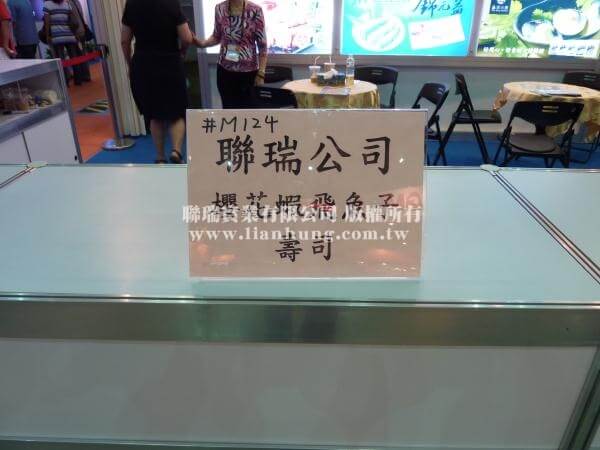 #M124
聯瑞公司
櫻花蝦飛魚子
聯瑞實業有限公司 版權所有
www.lianhung.com.tw
壽司